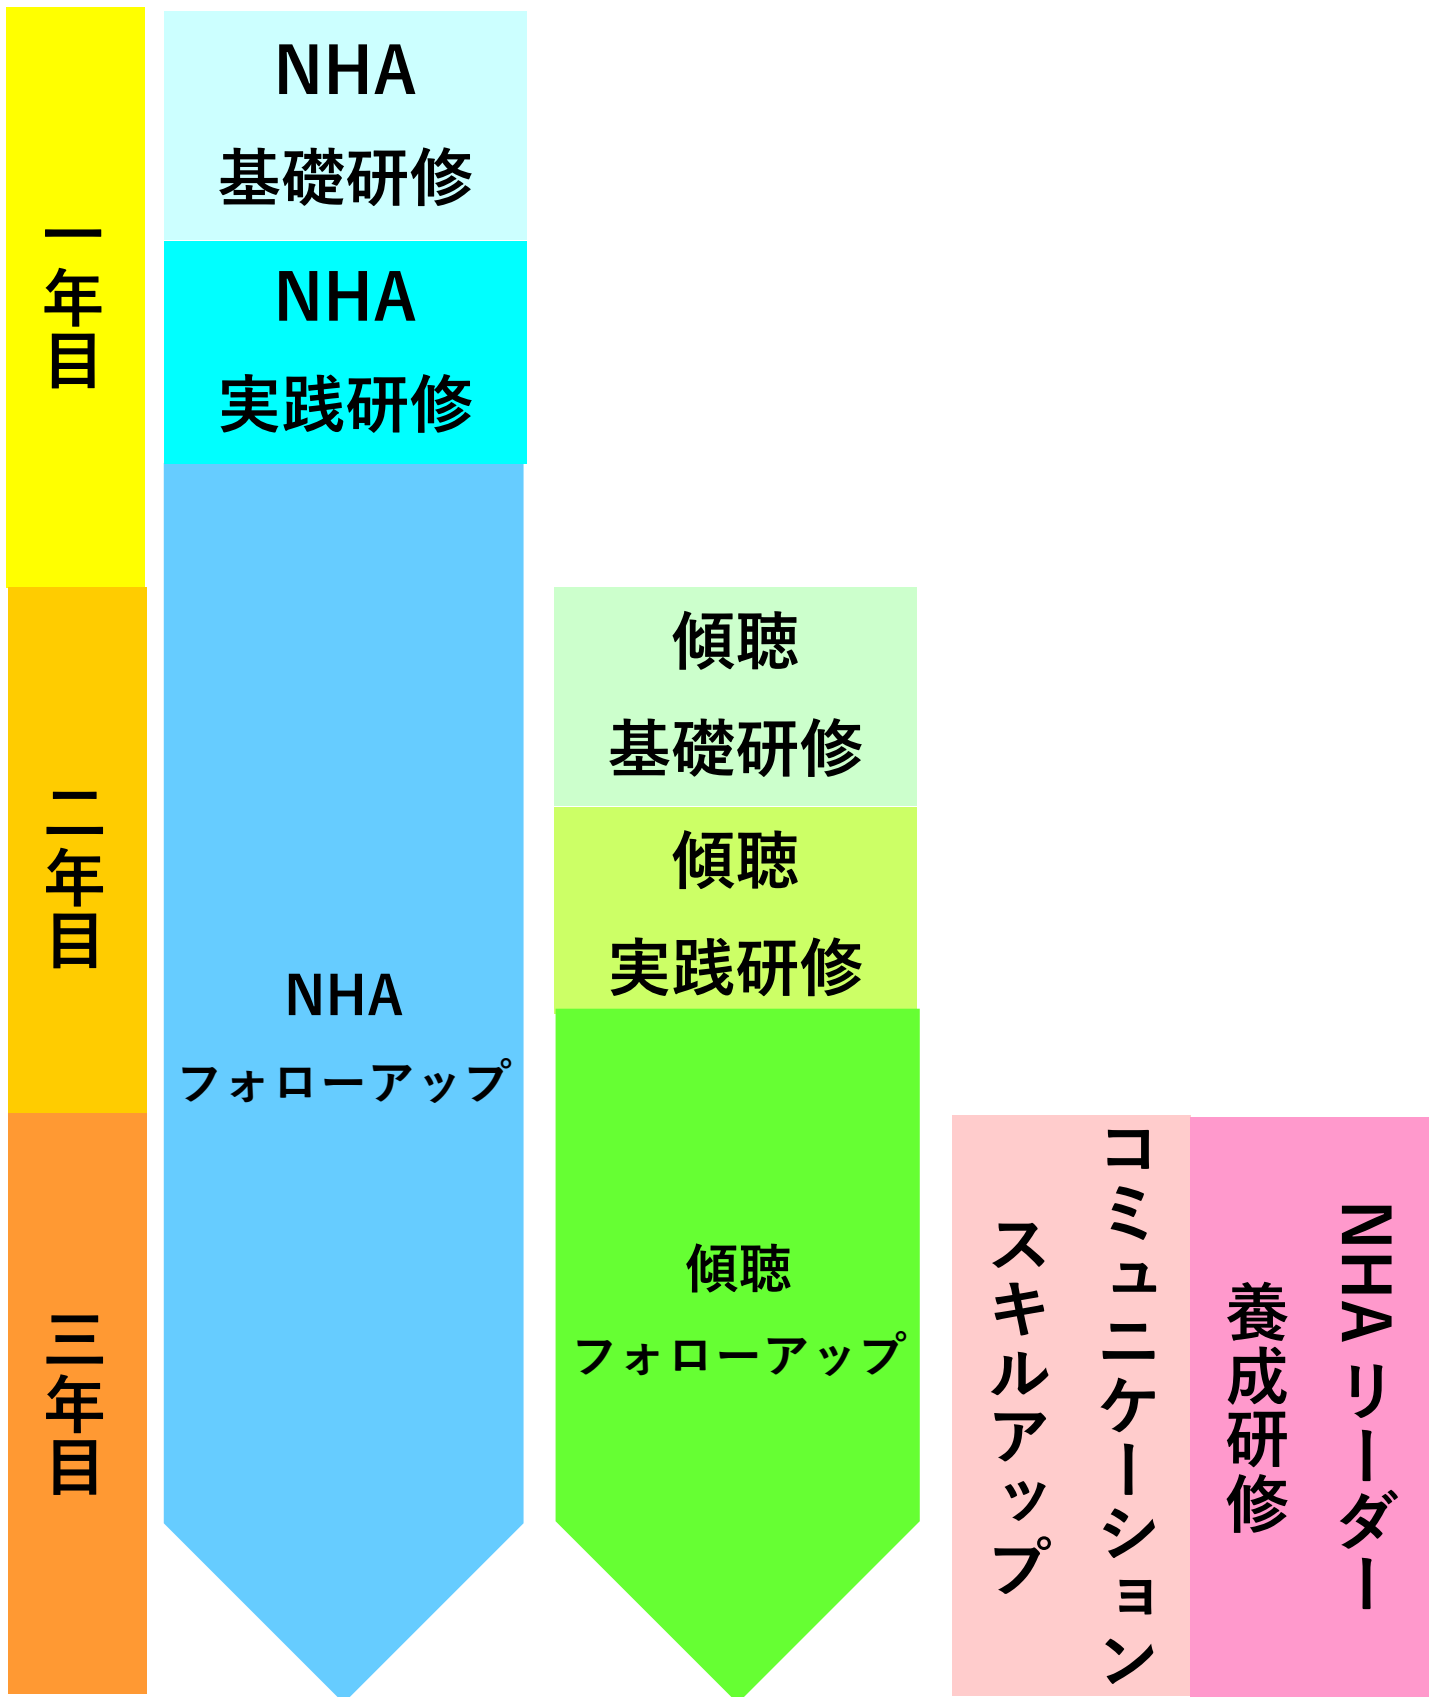 一年目
NHA
基礎研修
NHA
実践研修
二年目
NHA
フォローアップ
傾聴
基礎研修
傾聴
実践研修
傾聴
フォローアップ
三年目
コミュニケーション
スキルアップ
NHAリーダー
養成研修